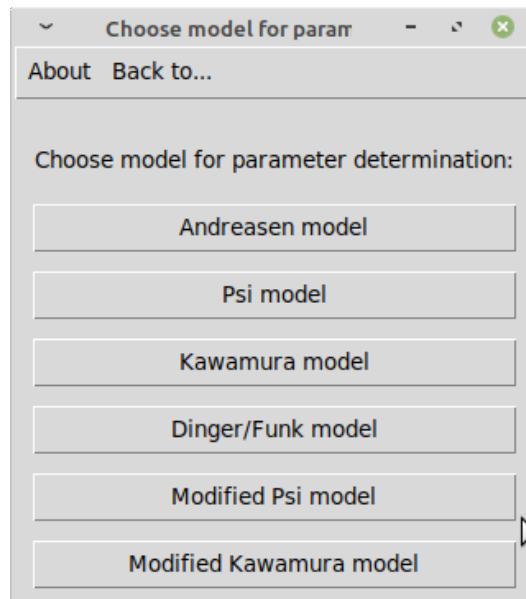 Choose model for param
About Back to...
Choose model for parameter determination:
Andreasen model
Psi model
Kawamura model
Dinger/Funk model
Modified Psi model
Modified Kawamura model